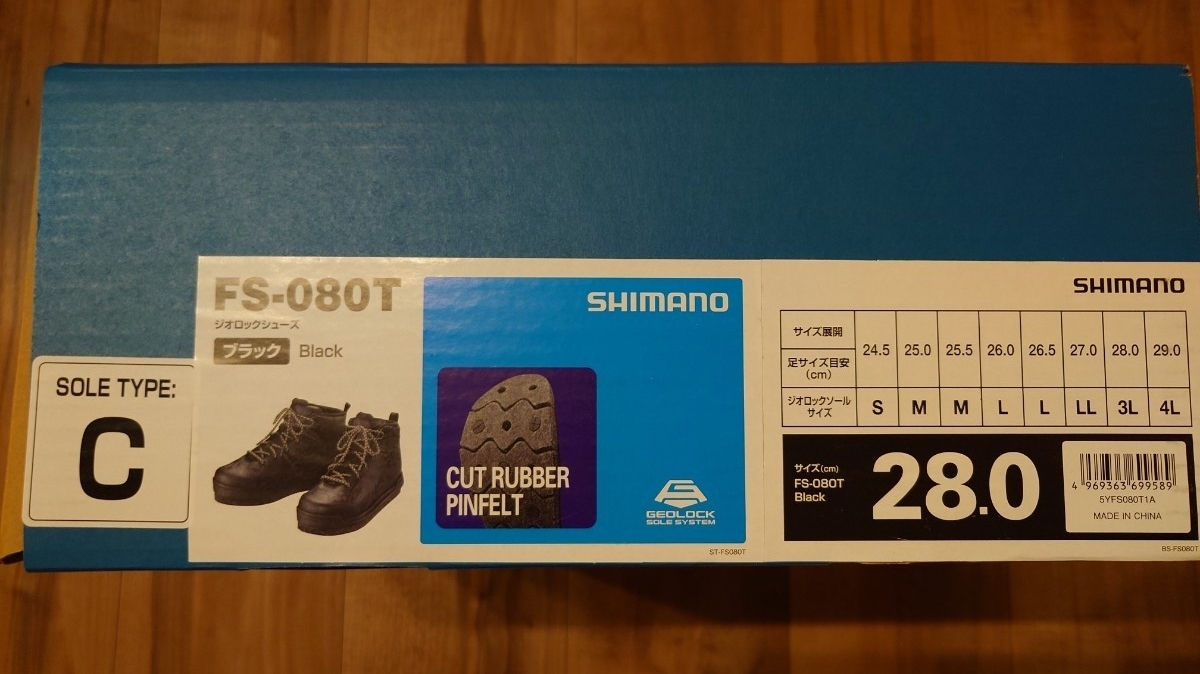 SOLE TYPE:
C
FS-080T
ジオロックシューズ
ブラック Black
SHIMANO
CUT RUBBER
PINFELT
GEOLOCK
SOLE SYSTEM
ST-FS080T
SHIMANO
サイズ展開
足サイズ目安
(cm)
24.5 25.0 25.5 26.0 26.5 27.0 28.0 29.0
ジオロックソール
サイズ
S M M L L LL 3L 4L
サイズ(cm)
FS-080T
Black
28.0
4 969363 699589
5YFS080T1A
MADE IN CHINA
BS-FS080T